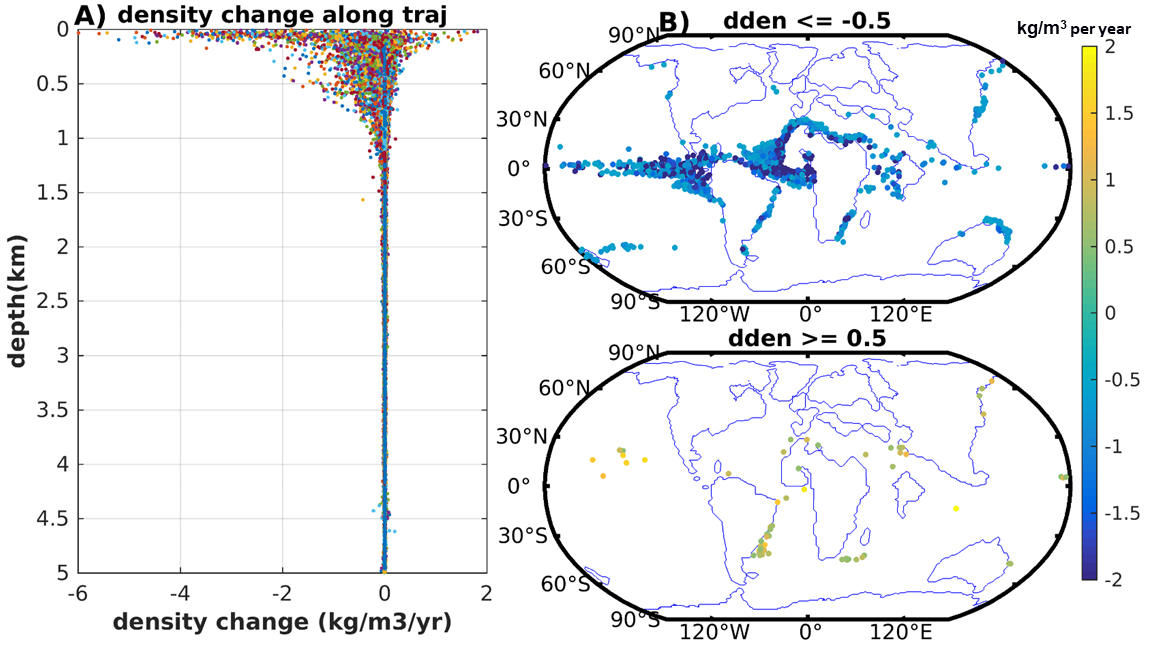 A) density change along traj
0
0.5
1
1.5
2
2.5
3
3.5
4
4.5
5
depth(km)
-6 -4 -2 0 2
density change (kg/m3/yr)
B) dden <= -0.5
90°N
60°N
30°N
0°
30°S
60°S
90°S
120°W 0° 120°E
dden >= 0.5
90°N
60°N
30°N
0°
30°S
60°S
90°S
120°W 0° 120°E
kg/m³ per year
2
1.5
1
0.5
0
-0.5
-1
-1.5
-2